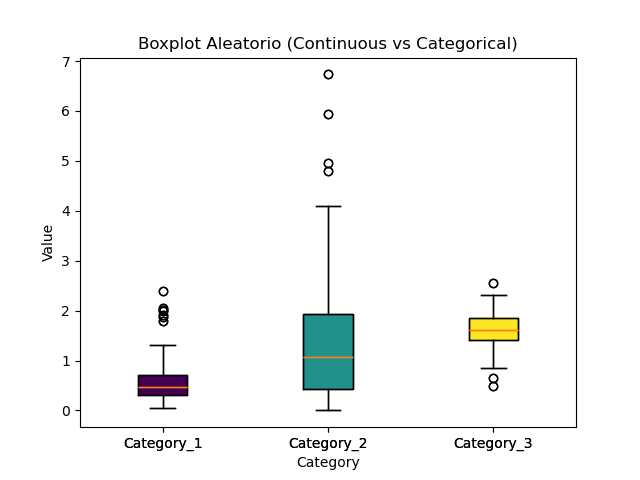 Boxplot Aleatorio (Continuous vs Categorical)
7
6
5
4
3
2
1
0
Value
Category_1 Category_2 Category_3
Category